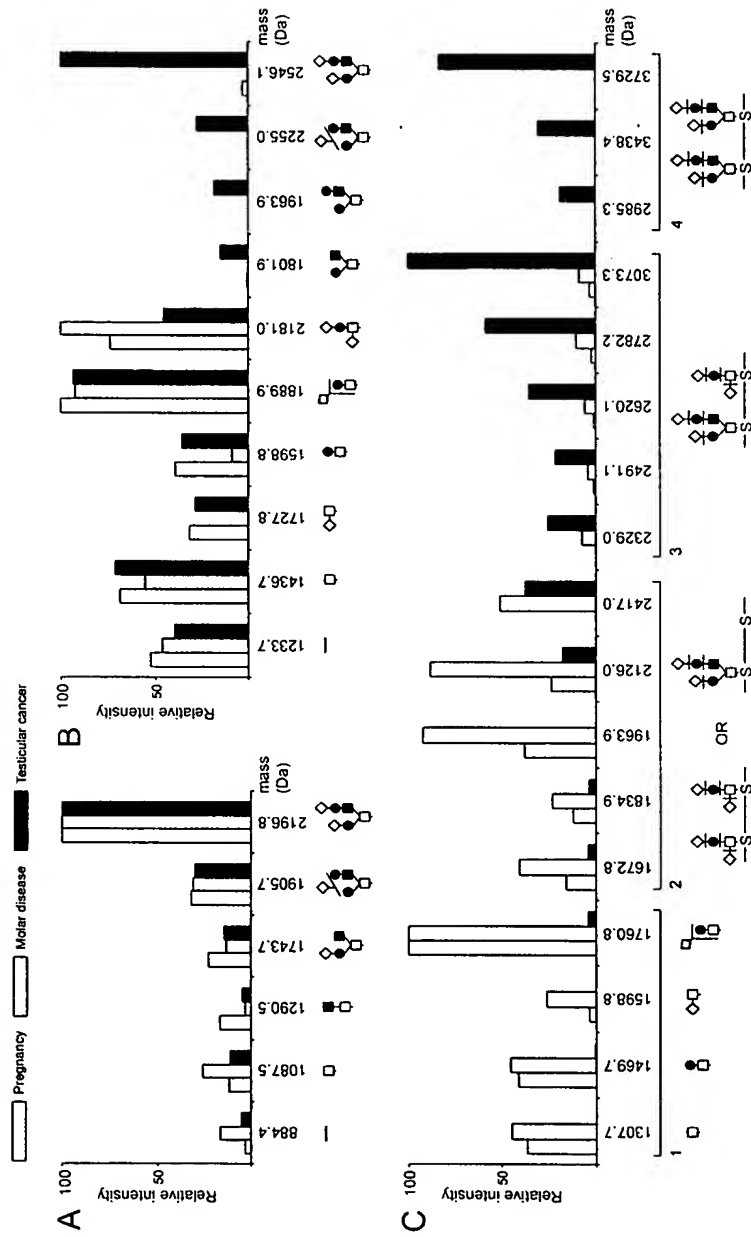 Pregnancy
Molar disease
Testicular cancer
A
Relative intensity
100
50
884.4
1087.5
1290.5
1743.7
1905.7
2196.8
mass
(Da)
B
Relative intensity
100
50
1233.7
1436.7
1727.8
1598.8
1889.9
2181.0
1801.9
1963.9
2255.0
2546.1
mass
(Da)
C
Relative intensity
100
50
1307.7
1469.7
1598.8
1760.8
1672.8
1834.9
1963.9
2126.0
2417.0
2329.0
2491.1
2620.1
2782.2
3073.3
2985.3
3438.4
3729.5
mass
(Da)
1
2
3
4
OR
—S——S—
—S——S—
—S——S—
—S——S—